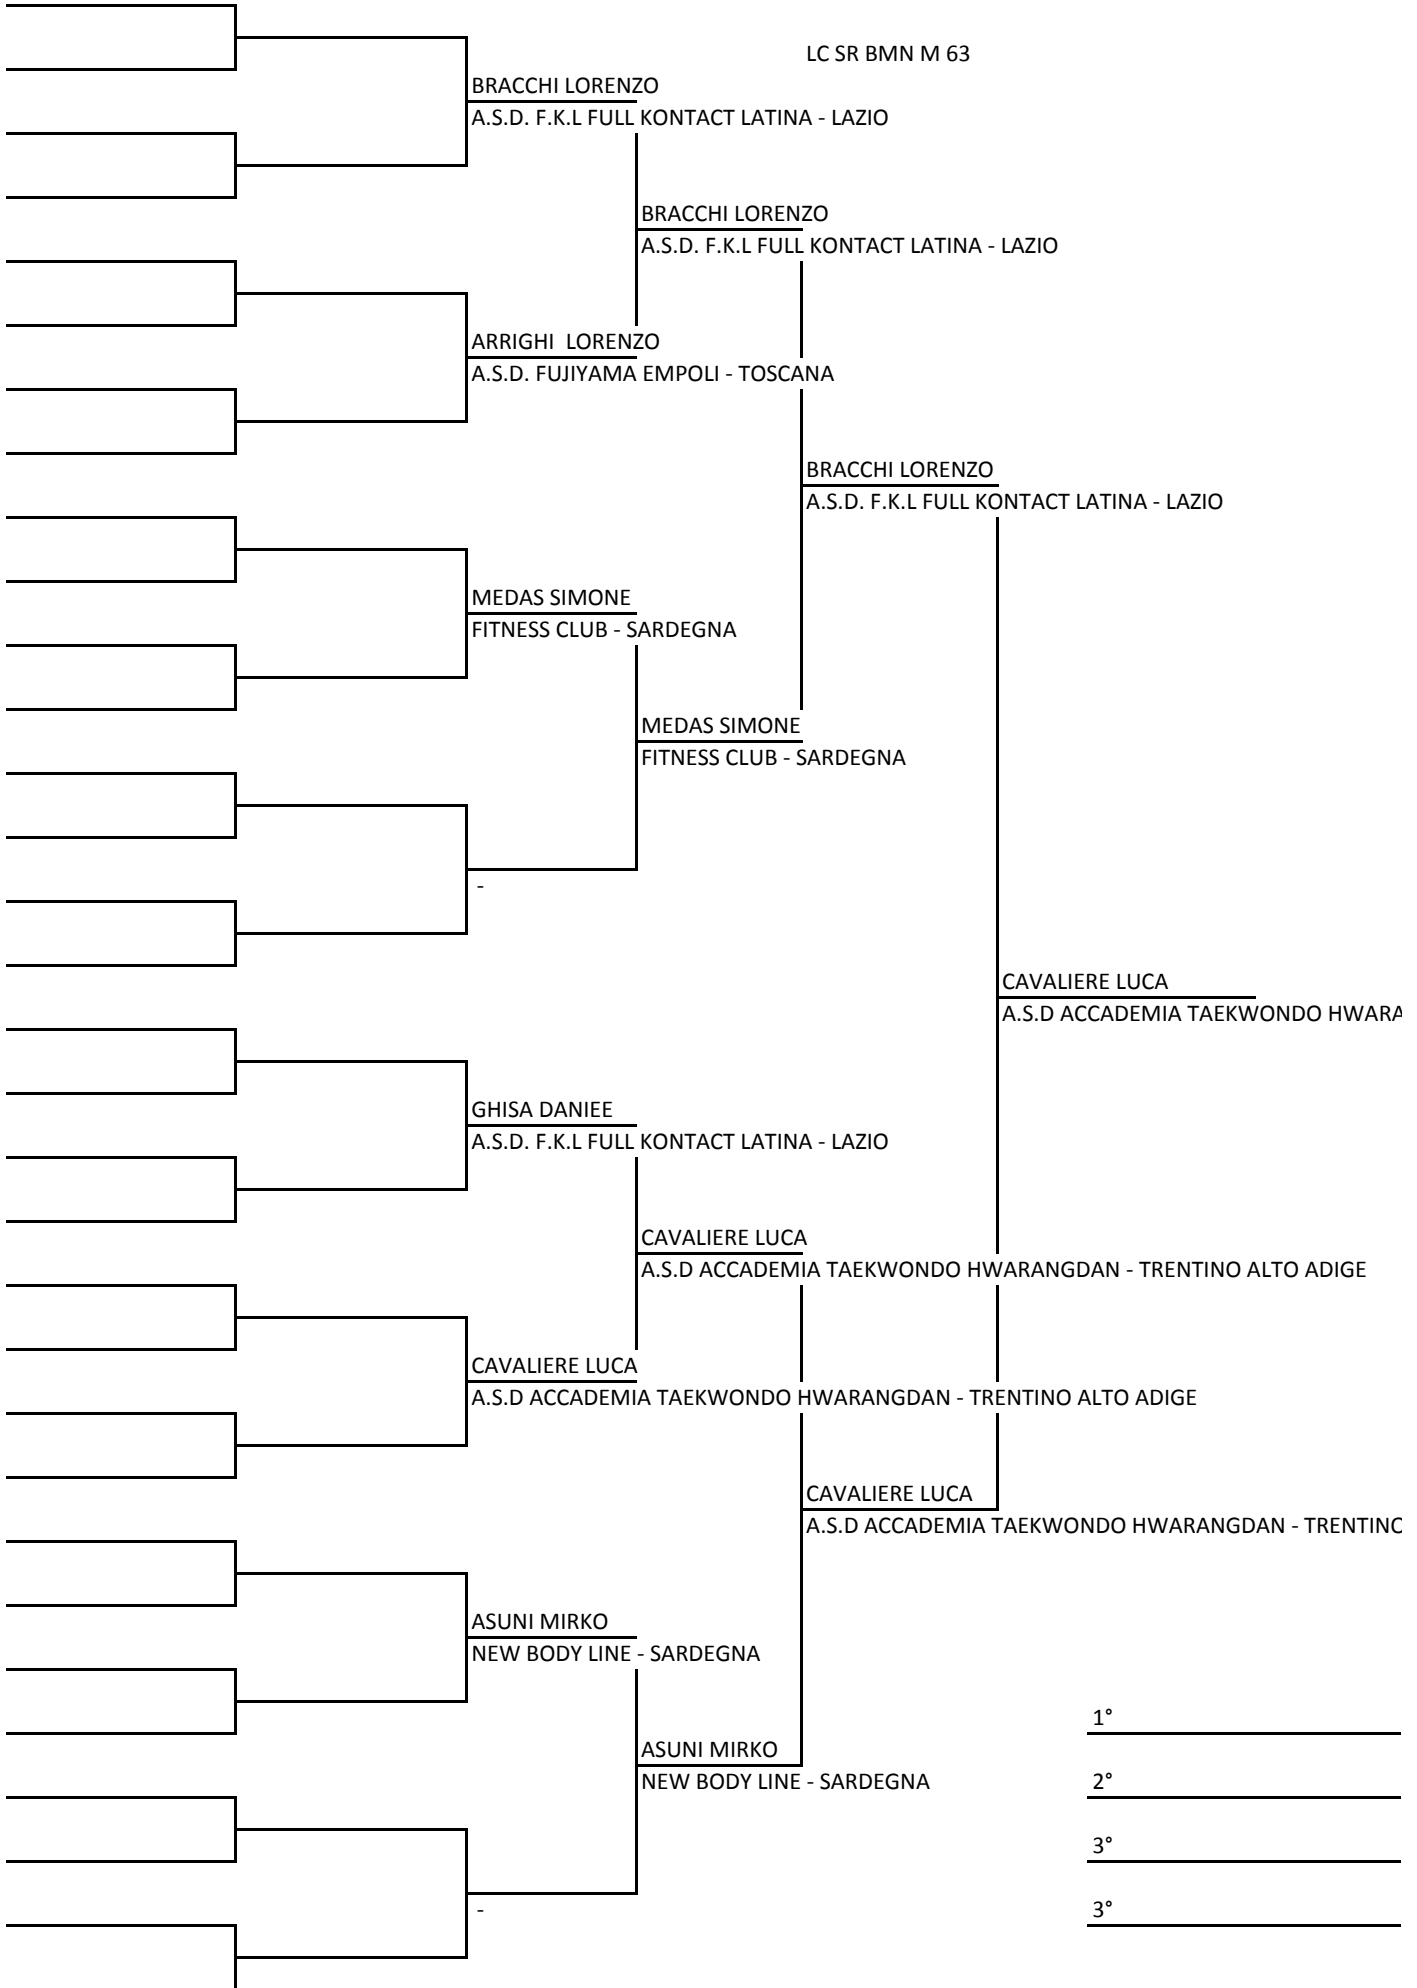 LC SR BMN M 63
BRACCHI LORENZO
A.S.D. F.K.L FULL KONTACT LATINA - LAZIO
BRACCHI LORENZO
A.S.D. F.K.L FULL KONTACT LATINA - LAZIO
ARRIGHI  LORENZO
A.S.D. FUJIYAMA EMPOLI - TOSCANA
BRACCHI LORENZO
A.S.D. F.K.L FULL KONTACT LATINA - LAZIO
MEDAS SIMONE
FITNESS CLUB - SARDEGNA
MEDAS SIMONE
FITNESS CLUB - SARDEGNA
-
CAVALIERE LUCA
A.S.D ACCADEMIA TAEKWONDO HWARA
GHISA DANIEE
A.S.D. F.K.L FULL KONTACT LATINA - LAZIO
CAVALIERE LUCA
A.S.D ACCADEMIA TAEKWONDO HWARANGDAN - TRENTINO ALTO ADIGE
CAVALIERE LUCA
A.S.D ACCADEMIA TAEKWONDO HWARANGDAN - TRENTINO ALTO ADIGE
CAVALIERE LUCA
A.S.D ACCADEMIA TAEKWONDO HWARANGDAN - TRENTINO
ASUNI MIRKO
NEW BODY LINE - SARDEGNA
1°
ASUNI MIRKO
NEW BODY LINE - SARDEGNA
2°
3°
3°
-